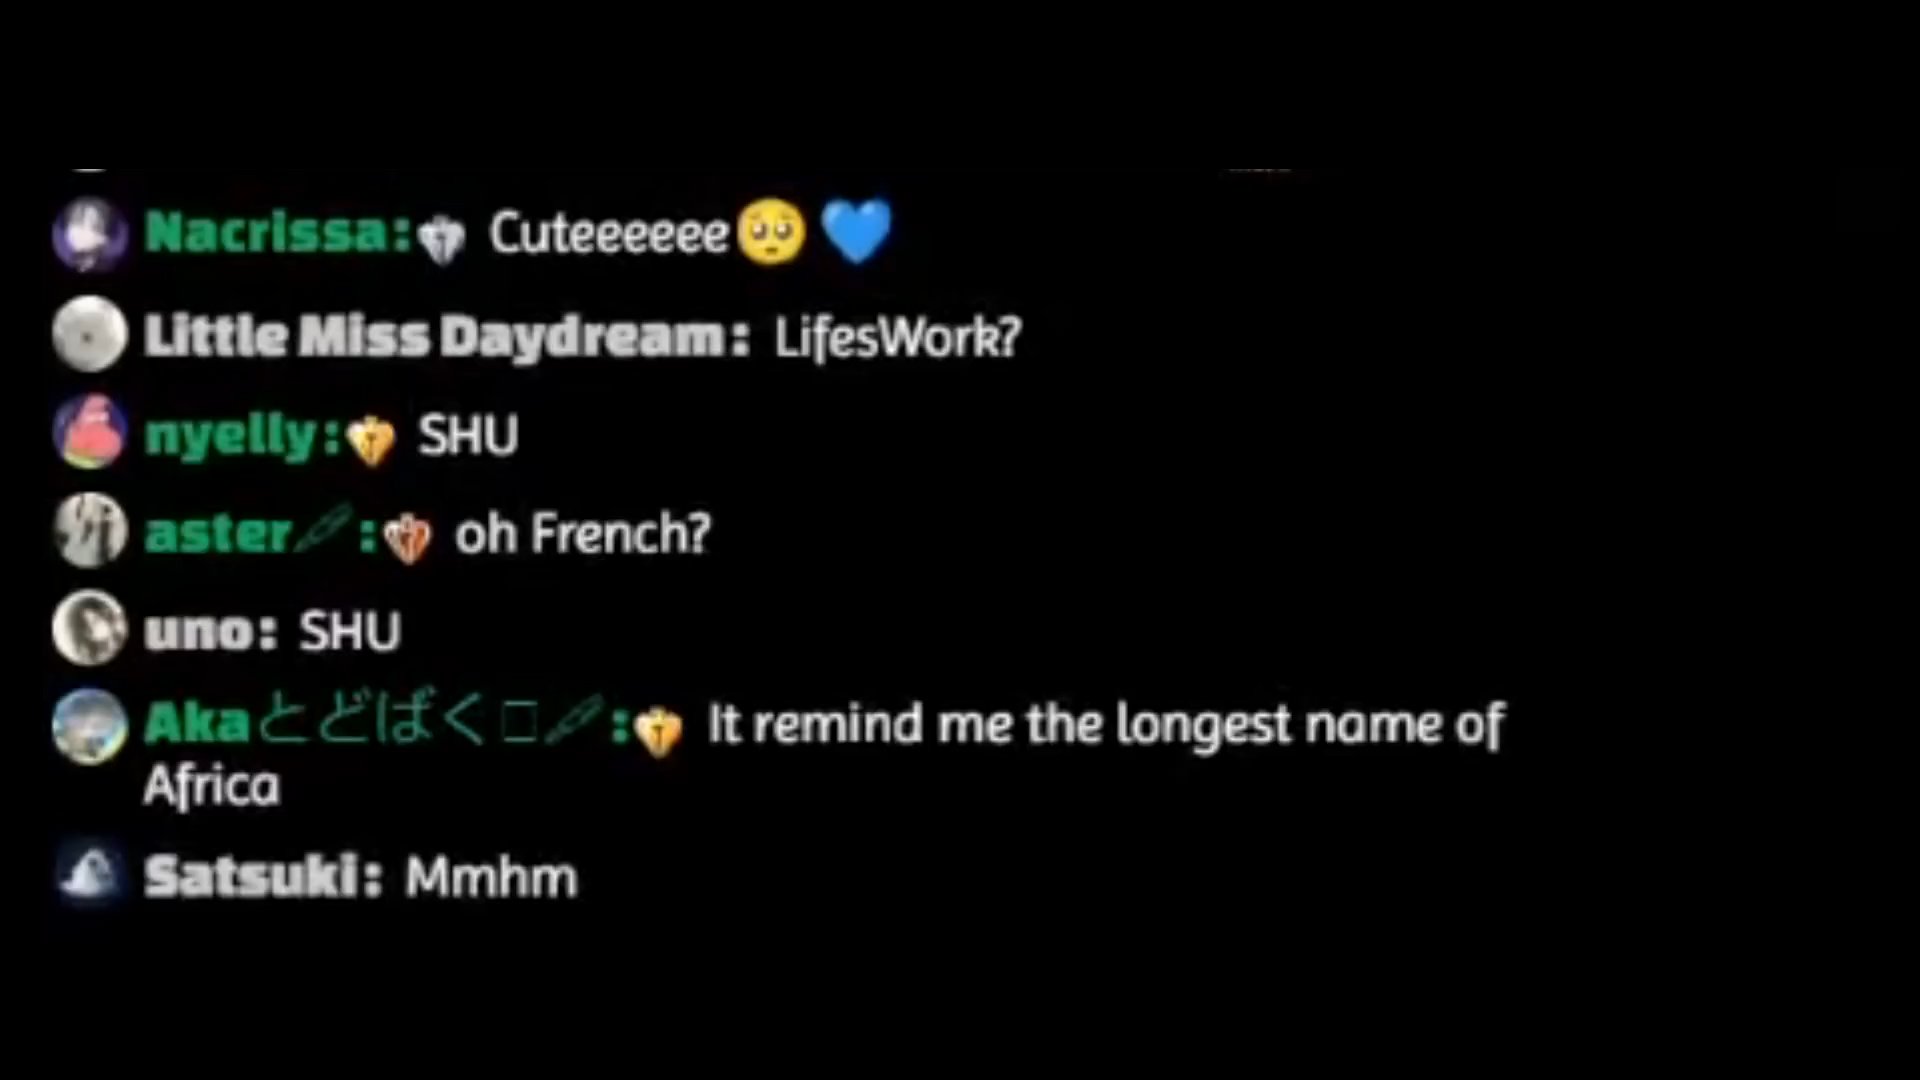 Nacrissa: Cuteeeeee🥺 💙
Little Miss Daydream: LifesWork?
nyelly: SHU
aster🖊: oh French?
uno: SHU
Akaとどばく□🖊: It remind me the longest name of
Africa
Satsuki: Mmhm